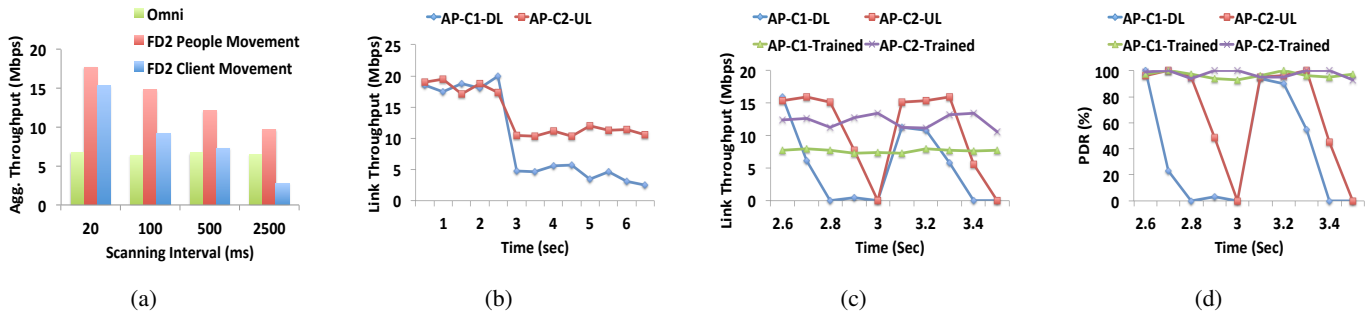 Omni
FD2 People Movement
FD2 Client Movement
Agg. Throughput (Mbps)
20
15
10
5
0
20 100 500 2500
Scanning Interval (ms)
(a)
AP-C1-DL AP-C2-UL
Link Throughput (Mbps)
25
20
15
10
5
0
1 2 3 4 5 6
Time (Sec)
(b)
AP-C1-DL AP-C2-UL
AP-C1-Trained AP-C2-Trained
Link Throughput (Mbps)
20
15
10
5
0
2.6 2.8 3 3.2 3.4
Time (Sec)
(c)
AP-C1-DL AP-C2-UL
AP-C1-Trained AP-C2-Trained
PDR (%)
100
80
60
40
20
0
2.6 2.8 3 3.2 3.4
Time (Sec)
(d)